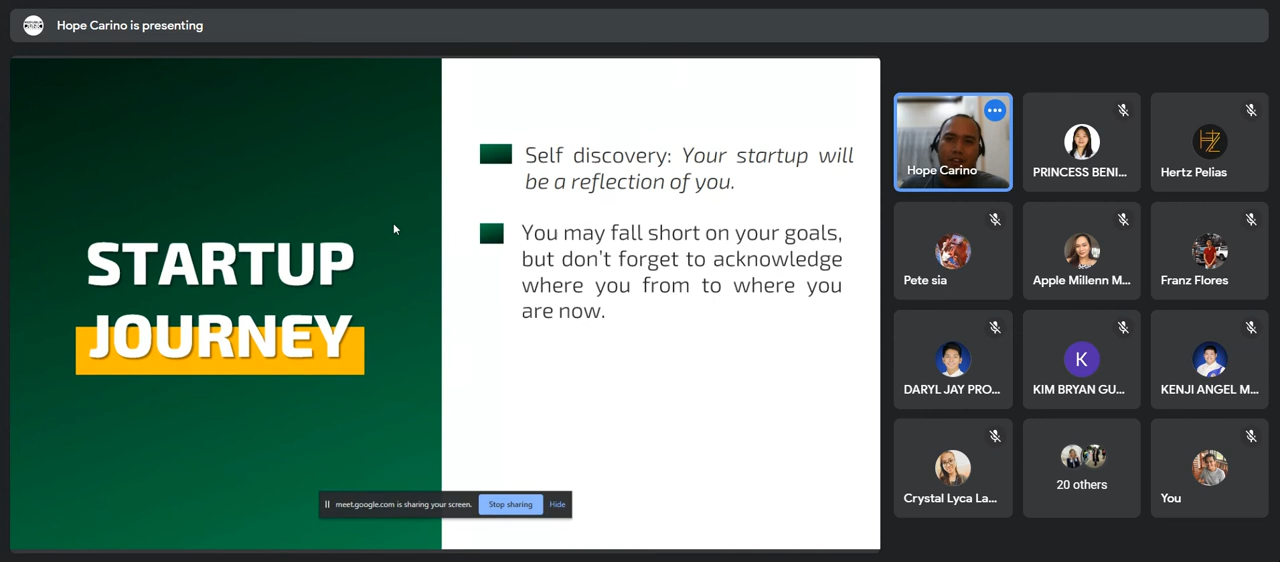 Hope Carino is presenting
STARTUP
JOURNEY
Self discovery: Your startup will
be a reflection of you.
You may fall short on your goals,
but don't forget to acknowledge
where you from to where you
are now.
meet.google.com is sharing your screen.
Stop sharing
Hide
Hope Carino
PRINCESS BENI...
Hertz Pelias
Pete sia
Apple Millenn M...
Franz Flores
DARYL JAY PRO...
K
KIM BRYAN GU...
KENJI ANGEL M...
Crystal Lyca La...
20 others
You